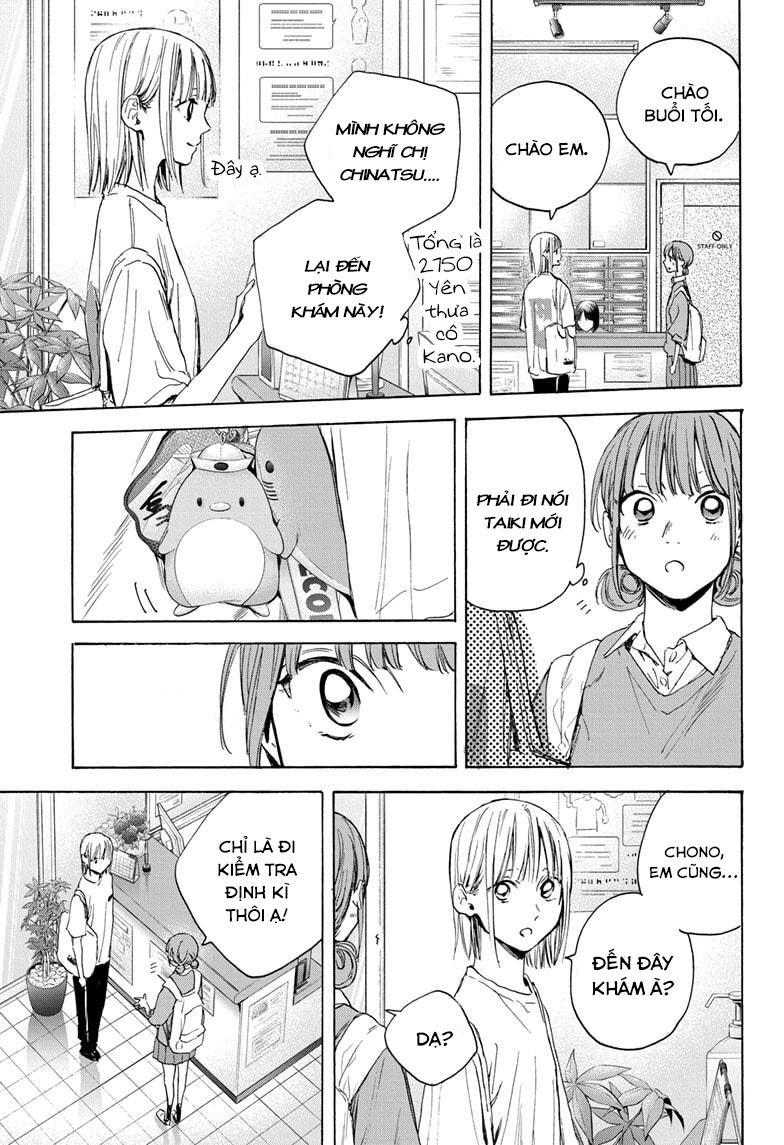 CHÀO
BUỔI TỐI.
CHÀO EM.
STAFF ONLY
MÌNH KHÔNG
NGHĨ CHỊ
CHINATSU....
Đây ạ.
LẠI ĐẾN
PHÒNG
KHÁM NÀY!
Tổng là
2750
Yên
thưa
cô
Kano.
PHẢI ĐI NÓI
TAIKI MỚI
ĐƯỢC.
CHONO,
EM CŨNG...
ĐẾN ĐÂY
KHÁM À?
DẠ?
CHỈ LÀ ĐI
KIỂM TRA
ĐỊNH KÌ
THÔI Ạ!